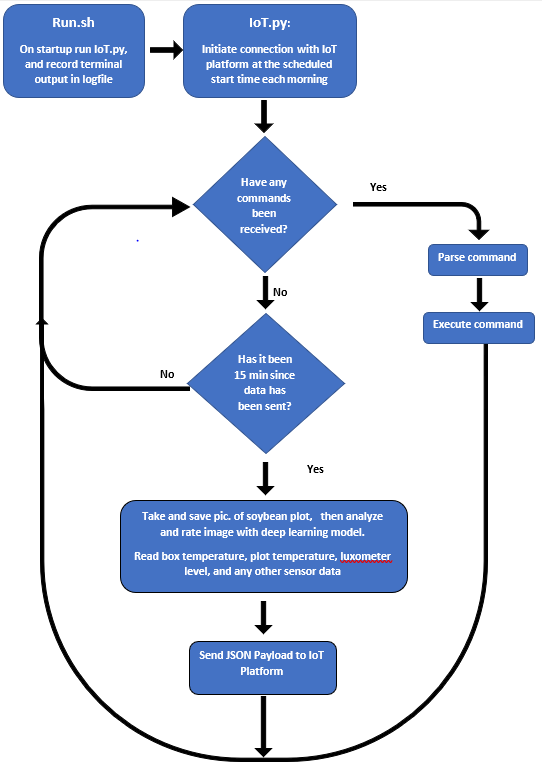 Run.sh
On startup run IoT.py,
and record terminal
output in logfile
IoT.py:
Initiate connection with IoT
platform at the scheduled
start time each morning
Have any
commands
been
received?
Yes
Parse command
Execute command
No
Has it been
15 min since
data has
been sent?
No
Yes
Take and save pic. of soybean plot, then analyze
and rate image with deep learning model.
Read box temperature, plot temperature, luxometer
level, and any other sensor data
Send JSON Payload to IoT
Platform